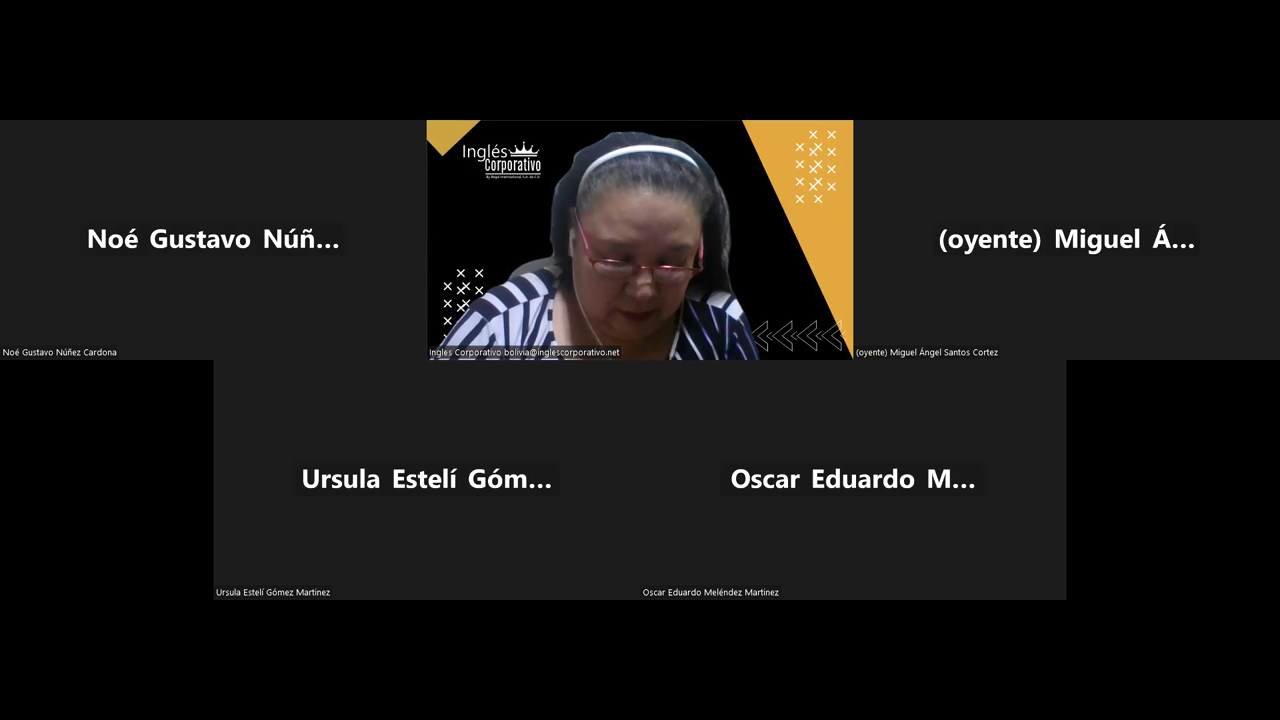 Noé Gustavo Núñ...
Noé Gustavo Núñez Cardona
Inglés
Corporativo
Inglés Corporativo bolivia@inglescorporativo.net
(oyente) Miguel Á...
(oyente) Miguel Ángel Santos Cortez
Ursula Estelí Góm...
Ursula Estelí Gómez Martinez
Oscar Eduardo M...
Oscar Eduardo Meléndez Martinez